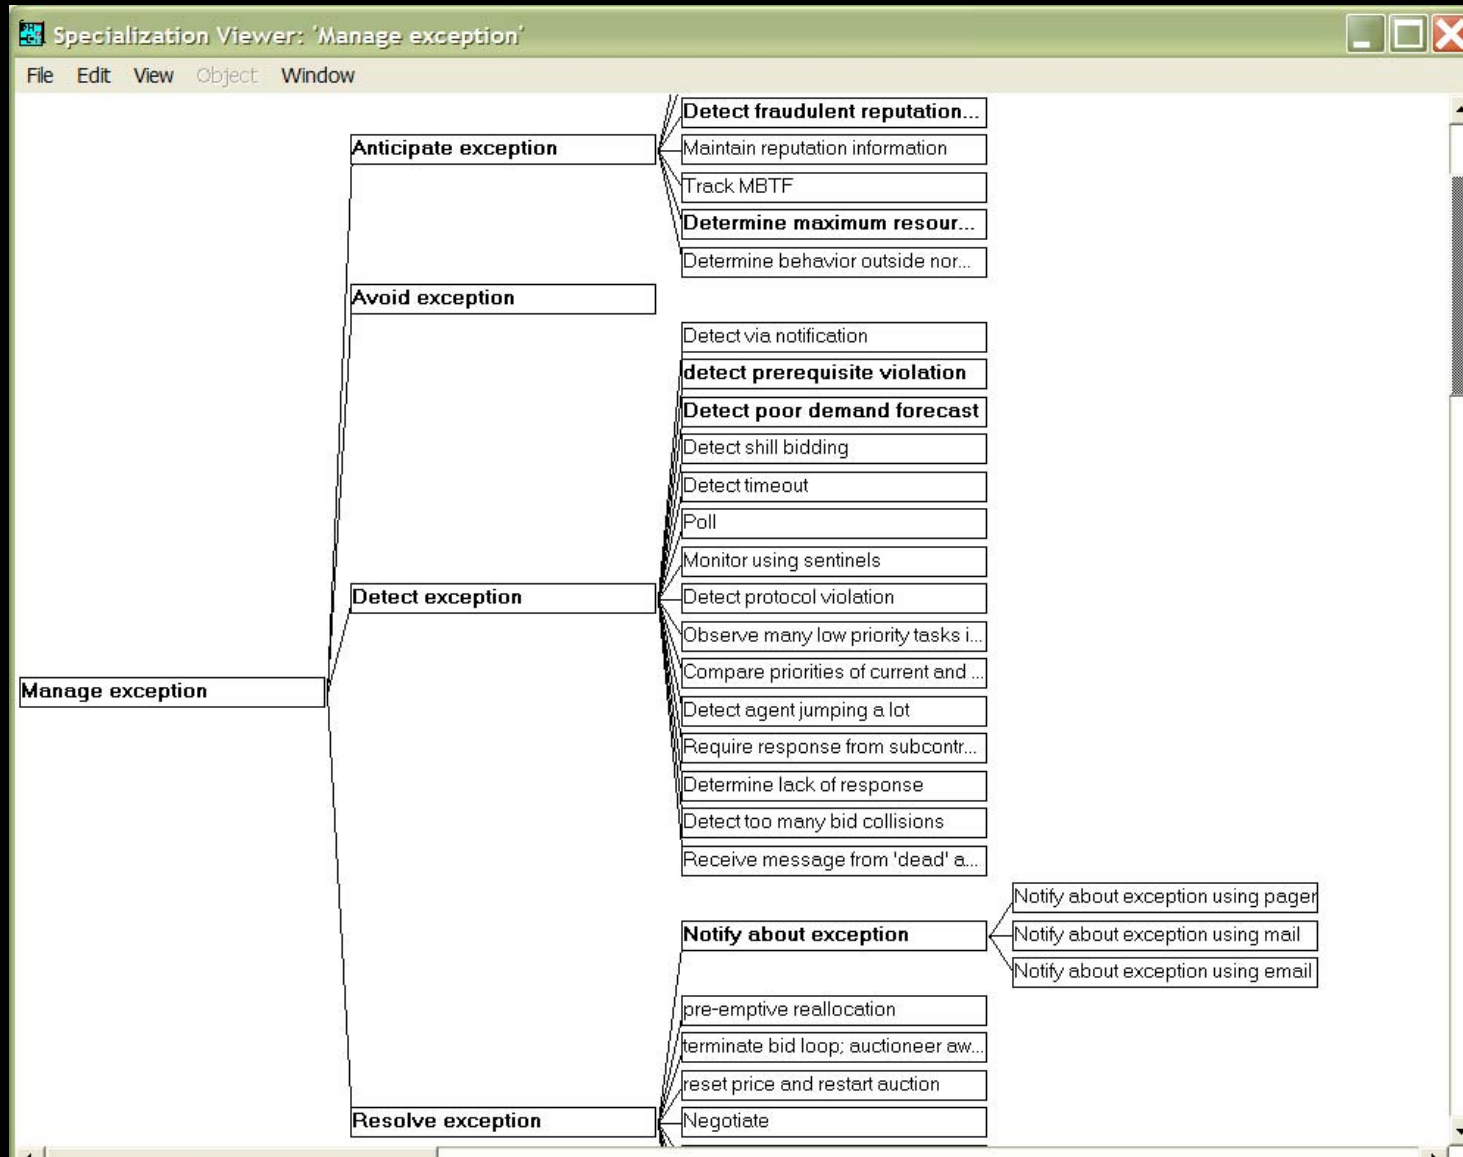 Specialization Viewer: 'Manage exception'
File Edit View Object Window
Detect fraudulent reputation...
Anticipate exception
Maintain reputation information
Track MBTF
Determine maximum resour...
Determine behavior outside nor...
Avoid exception
Detect via notification
detect prerequisite violation
Detect poor demand forecast
Detect shill bidding
Detect timeout
Poll
Monitor using sentinels
Detect exception
Detect protocol violation
Observe many low priority tasks i...
Compare priorities of current and ...
Manage exception
Detect agent jumping a lot
Require response from subcontr...
Determine lack of response
Detect too many bid collisions
Receive message from 'dead' a...
Notify about exception using pager
Notify about exception
Notify about exception using mail
Notify about exception using email
pre-emptive reallocation
terminate bid loop; auctioneer aw...
reset price and restart auction
Resolve exception
Negotiate